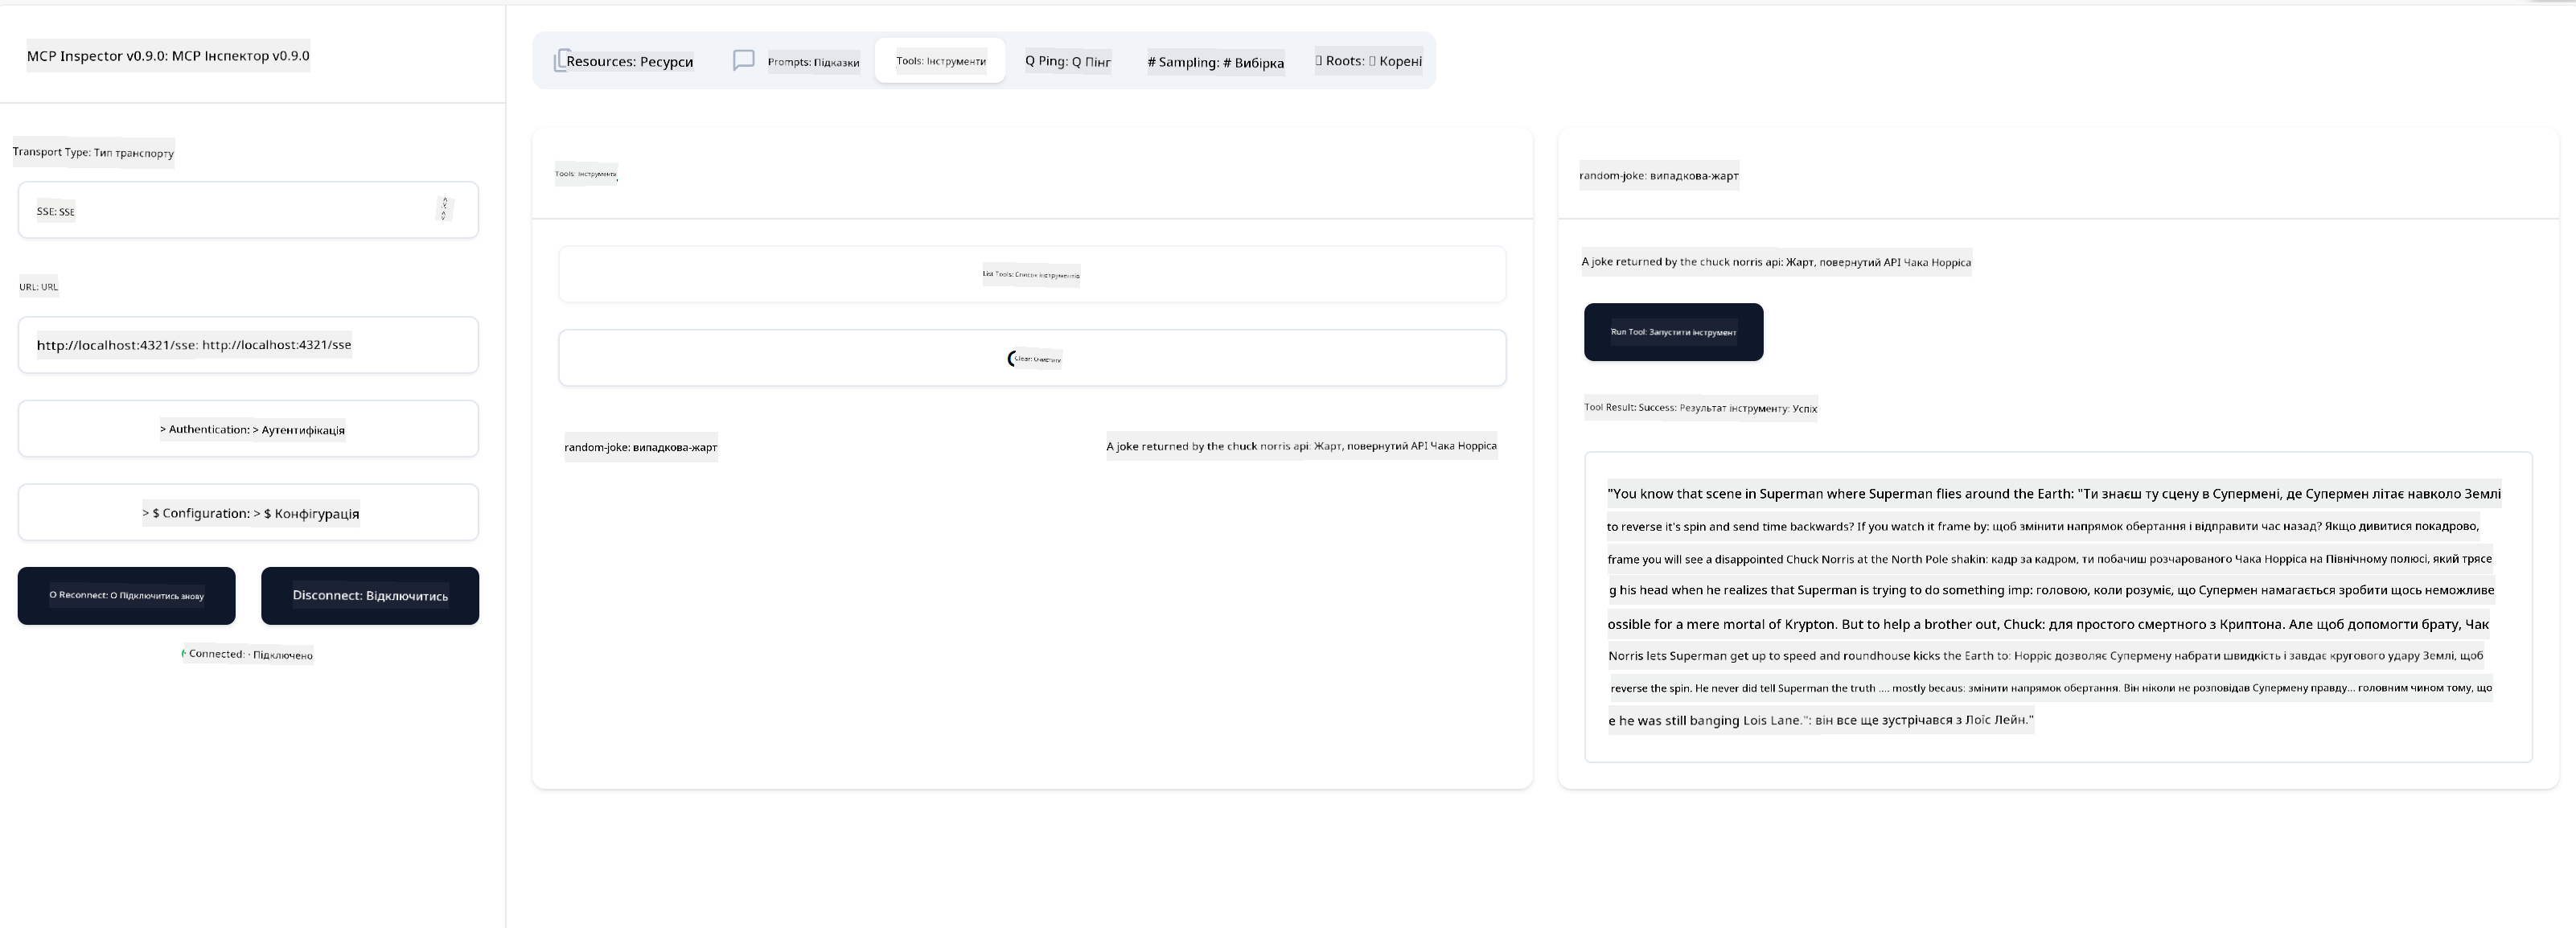 MCP Inspector v0.9.0: MCP Інспектор v0.9.0
Transport Type: Тип транспорту
SSE: SSE
URL: URL
http://localhost:4321/sse: http://localhost:4321/sse
> Authentication: > Аутентифікація
> $ Configuration: > $ Конфігурація
O Reconnect: O Підключитись знову
Disconnect: Відключитись
Connected: · Підключено
Resources: Ресурси
Prompts: Підказки
Tools: Інструменти
Q Ping: Q Пінг
# Sampling: # Вибірка
Roots: Корені
Tools: Інструменти
List Tools: Список інструментів
Clear: Очистити
random-joke: випадкова-жарт
A joke returned by the chuck norris api: Жарт, повернутий API Чака Норріса
random-joke: випадкова-жарт
A joke returned by the chuck norris api: Жарт, повернутий API Чака Норріса
Run Tool: Запустити інструмент
Tool Result: Success: Результат інструменту: Успіх
"You know that scene in Superman where Superman flies around the Earth: "Ти знаєш ту сцену в Супермені, де Супермен літає навколо Землі
to reverse it's spin and send time backwards? If you watch it frame by: щоб змінити напрямок обертання і відправити час назад? Якщо дивитися покадрово,
frame you will see a disappointed Chuck Norris at the North Pole shakin: кадр за кадром, ти побачиш розчарованого Чака Норріса на Північному полюсі, який трясе
g his head when he realizes that Superman is trying to do something imp: головою, коли розуміє, що Супермен намагається зробити щось неможливе
ossible for a mere mortal of Krypton. But to help a brother out, Chuck: для простого смертного з Криптона. Але щоб допомогти брату, Чак
Norris lets Superman get up to speed and roundhouse kicks the Earth to: Норріс дозволяє Супермену набрати швидкість і завдає кругового удару Землі, щоб
reverse the spin. He never did tell Superman the truth .... mostly becaus: змінити напрямок обертання. Він ніколи не розповідав Супермену правду... головним чином тому, що
e he was still banging Lois Lane.": він все ще зустрічався з Лоїс Лейн."